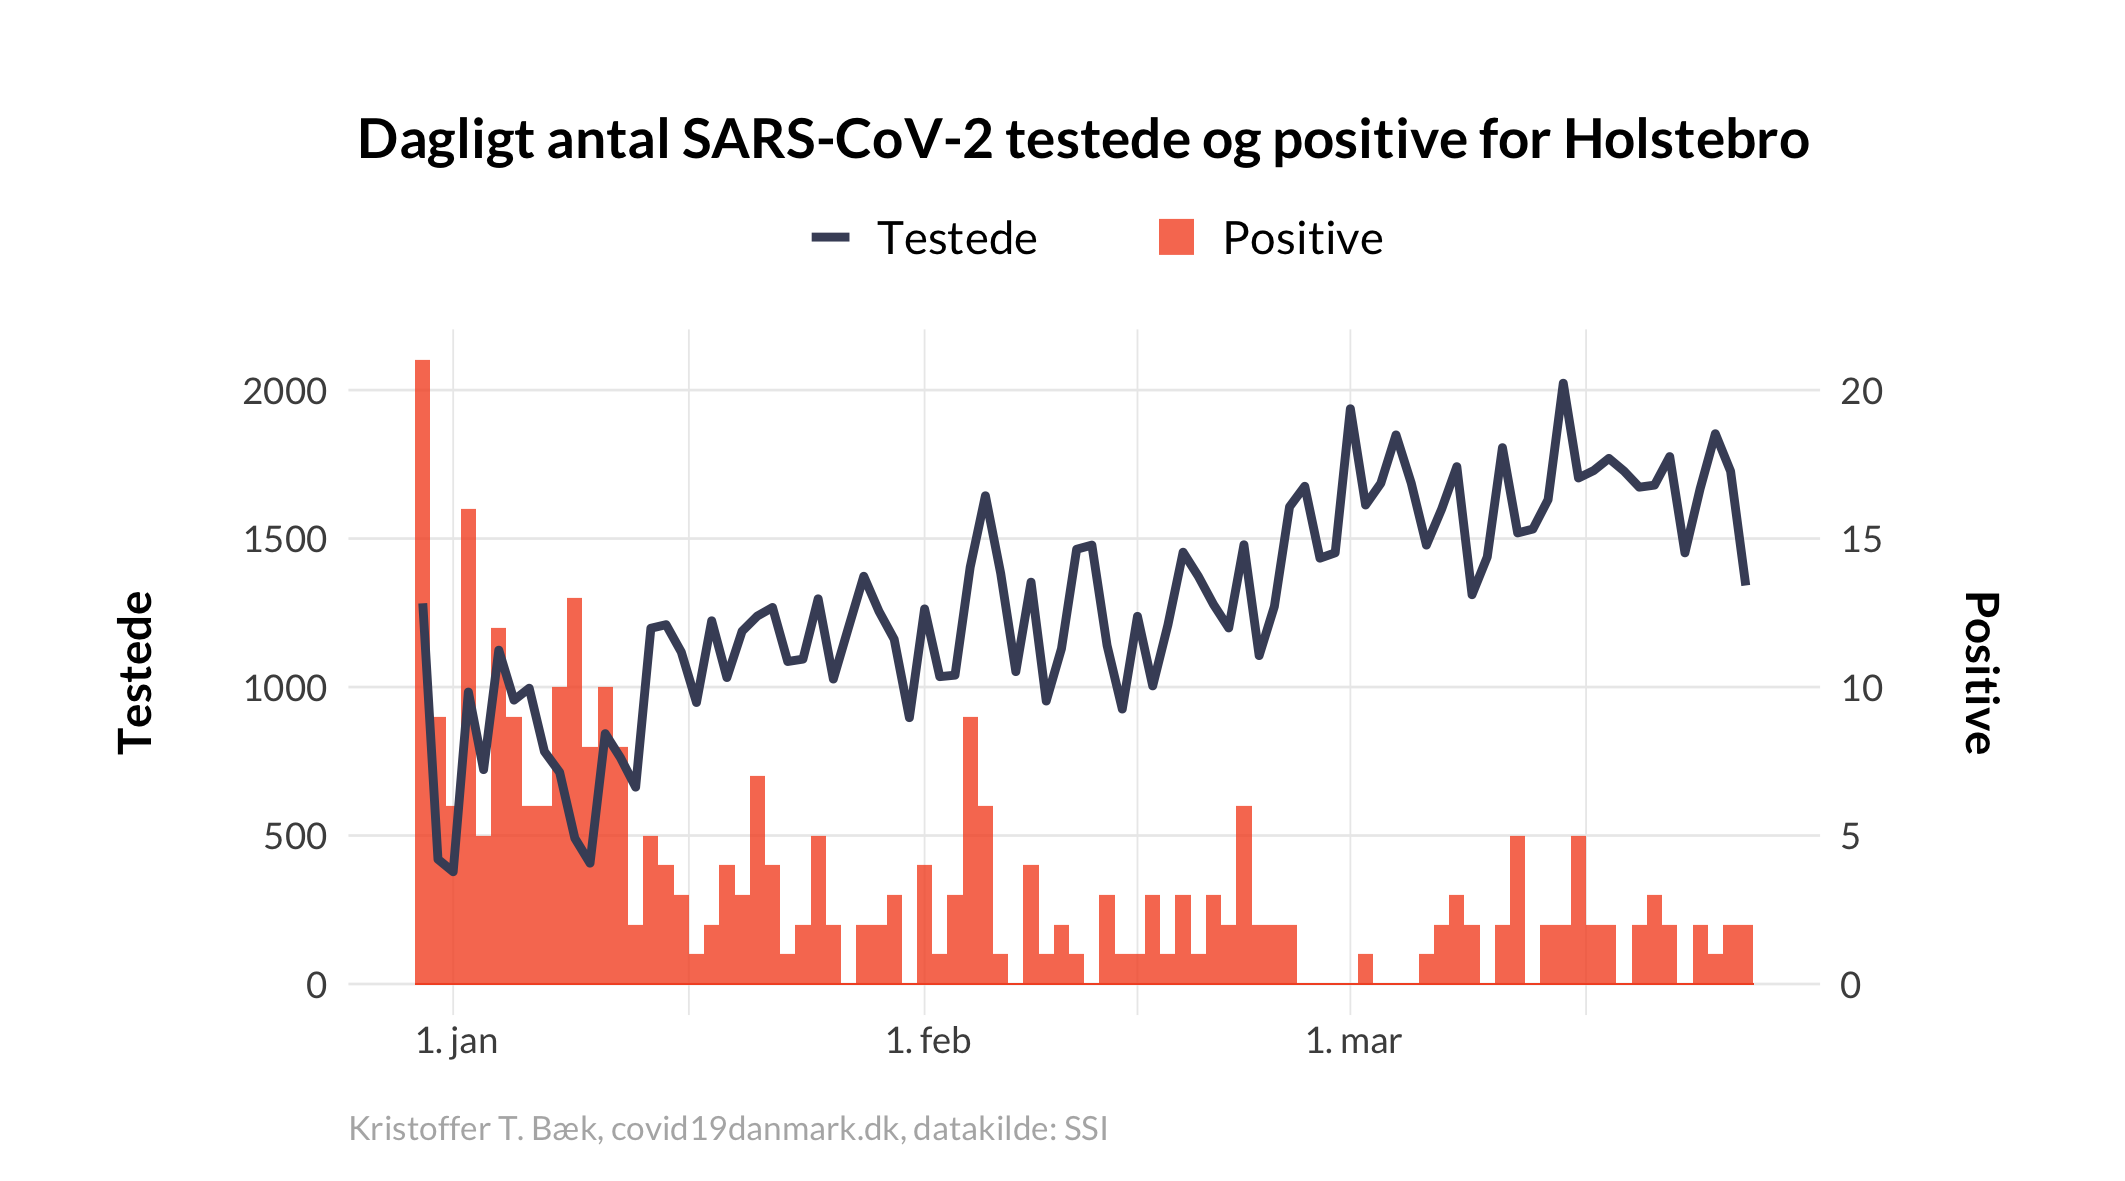 Dagligt antal SARS-CoV-2 testede og positive for Holstebro
Testede
Positive
2000
1500
1000
500
0
Testede
20
15
10
5
0
Positive
1. jan
1. feb
1. mar
Kristoffer T. Bæk, covid19danmark.dk, datakilde: SSI